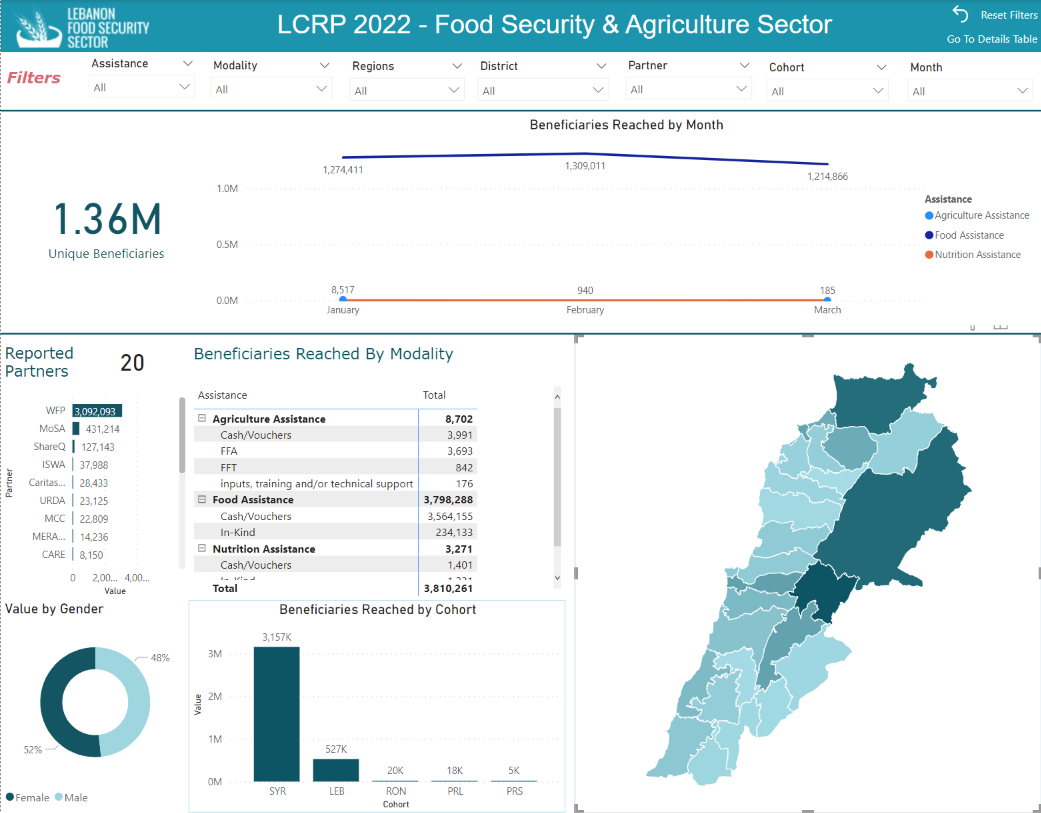 LEBANON
FOOD SECURITY
SECTOR
LCRP 2022 - Food Security & Agriculture Sector
Reset Filters
Go To Details Table
Filters
Assistance
All
Modality
All
Regions
All
District
All
Partner
All
Cohort
All
Month
All
1.36M
Unique Beneficiaries
Beneficiaries Reached by Month
1,274,411
1,309,011
1,214,866
1.0M
0.5M
0.0M
8,517
940
185
January
February
March
Assistance
Agriculture Assistance
Food Assistance
Nutrition Assistance
Reported
Partners
20
Partner
WFP 3,092,093
MoSA 431,214
ShareQ 127,143
ISWA 37,988
Caritas... 28,433
URDA 23,125
MCC 22,809
MERA... 14,236
CARE 8,150
0 2,00... 4,00...
Value
Beneficiaries Reached By Modality
Assistance Total
Agriculture Assistance 8,702
Cash/Vouchers 3,991
FFA 3,693
FFT 842
inputs, training and/or technical support 176
Food Assistance 3,798,288
Cash/Vouchers 3,564,155
In-Kind 234,133
Nutrition Assistance 3,271
Cash/Vouchers 1,401
In-Kind
Total 3,810,261
Value by Gender
48%
52%
Female Male
Beneficiaries Reached by Cohort
Value
3M
2M
1M
0M
3,157K
527K
20K
18K
5K
SYR LEB RON PRL PRS
Cohort